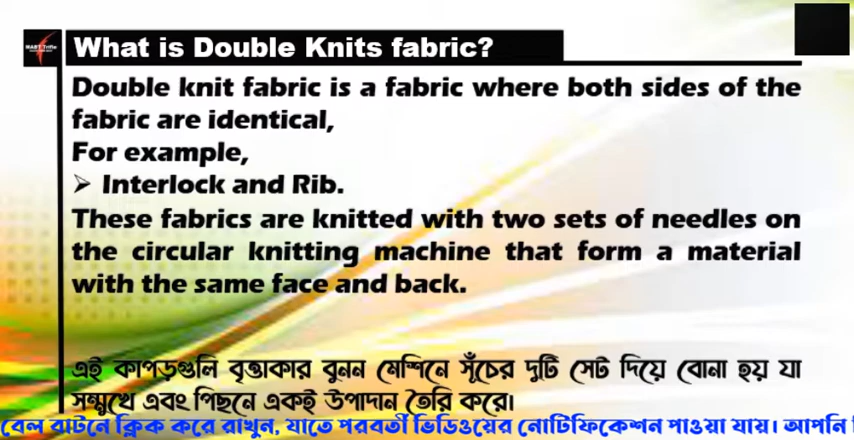 What is Double Knits fabric?
Double knit fabric is a fabric where both sides of the
fabric are identical,
For example,
➢ Interlock and Rib.
These fabrics are knitted with two sets of needles on
the circular knitting machine that form a material
with the same face and back.
এই কাপড়গুলি বৃত্তাকার বুনন মেশিনে সূঁচের দুটি সেট দিয়ে বোনা হয় যা
সম্মুখে এবং পিছনে একই উপাদান তৈরি করে।
বেল বাটনে ক্লিক করে রাখুন, যাতে পরবর্তী ভিডিওয়ের নোটিফিকেশন পাওয়া যায়। আপনি